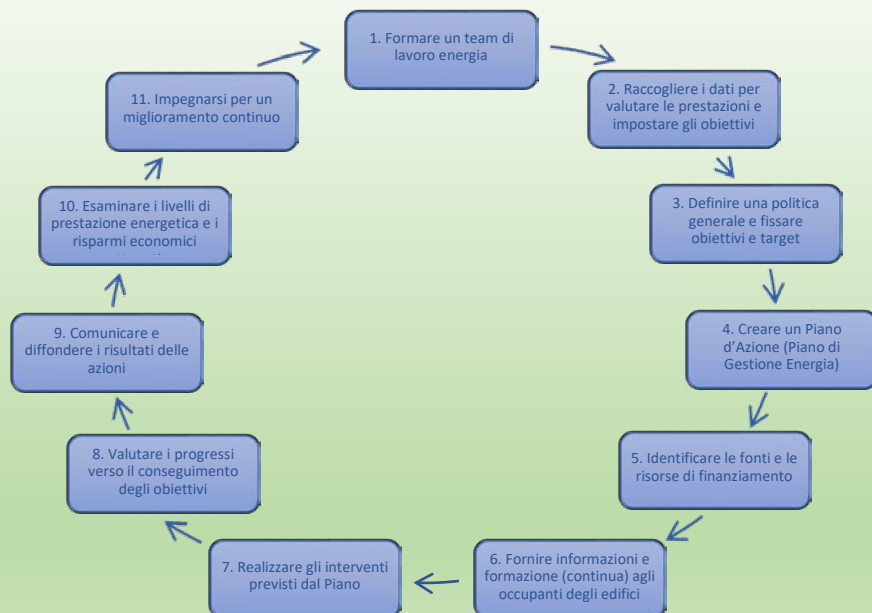 1. Formare un team di
lavoro energia
2. Raccogliere i dati per
valutare le prestazioni e
impostare gli obiettivi
3. Definire una politica
generale e fissare
obiettivi e target
4. Creare un Piano
d’Azione (Piano di
Gestione Energia)
5. Identificare le fonti e le
risorse di finanziamento
6. Fornire informazioni e
formazione (continua) agli
occupanti degli edifici
7. Realizzare gli interventi
previsti dal Piano
8. Valutare i progressi
verso il conseguimento
degli obiettivi
9. Comunicare e
diffondere i risultati delle
azioni
10. Esaminare i livelli di
prestazione energetica e i
risparmi economici
11. Impegnarsi per un
miglioramento continuo